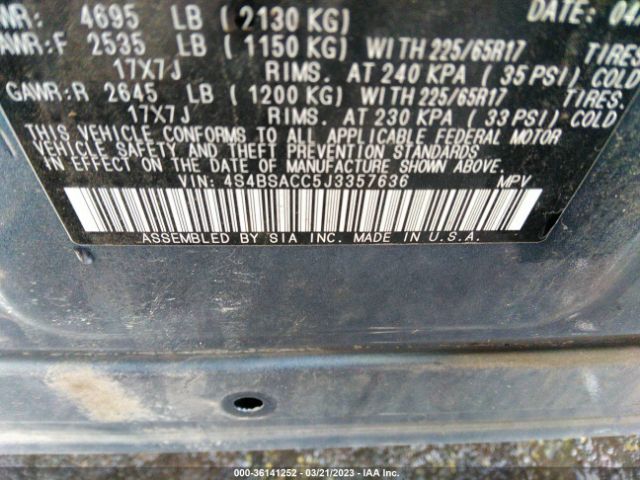 WR: 4695 LB ( 2130 KG) DATE: 04
AWR:F 2535 LB ( 1150 KG) WITH 225/65R17 TIRES
17X7J RIMS. AT 240 KPA ( 35 PSI) COLD
GAWR:R 2645 LB ( 1200 KG) WITH 225/65R17 TIRES.
17X7J RIMS. AT 230 KPA ( 33 PSI) COLD
THIS VEHICLE CONFORMS TO ALL APPLICABLE FEDERAL MOTOR
VEHICLE SAFETY AND THEFT PREVENTION STANDARDS
IN EFFECT ON THE DATE OF MANUFACTURE SHOWN ABOVE.
VIN: 4S4BSACC5J3357636 MPV
ASSEMBLED BY SIA INC. MADE IN U.S.A.
000-36141252 - 03/21/2023 - IAA Inc.